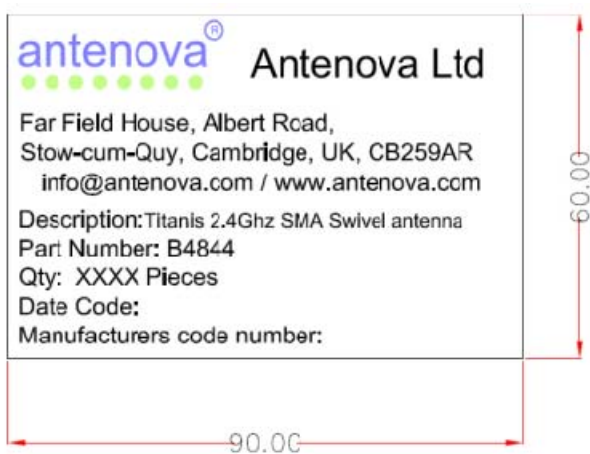 antenova®
Antenova Ltd
Far Field House, Albert Road,
Stow-cum-Quy, Cambridge, UK, CB259AR
info@antenova.com / www.antenova.com
Description:Titanis 2.4Ghz SMA Swivel antenna
Part Number: B4844
Qty: XXXX Pieces
Date Code:
Manufacturers code number:
60.00
90.00